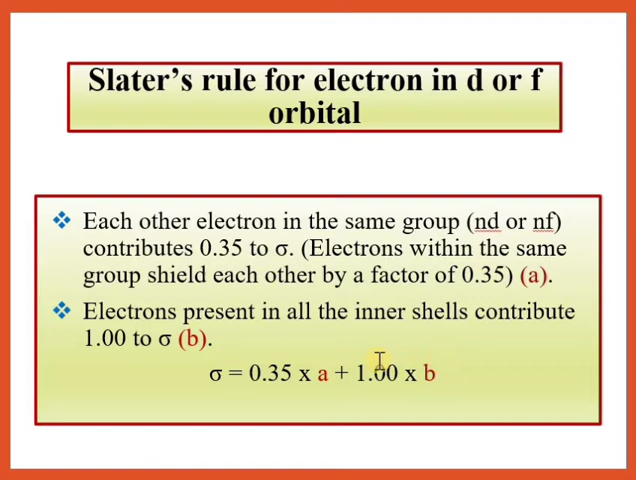 Slater's rule for electron in d or f
orbital
❖ Each other electron in the same group (nd or nf)
contributes 0.35 to σ. (Electrons within the same
group shield each other by a factor of 0.35) (a).
❖ Electrons present in all the inner shells contribute
1.00 to σ (b).
σ = 0.35 x a + 1.00 x b